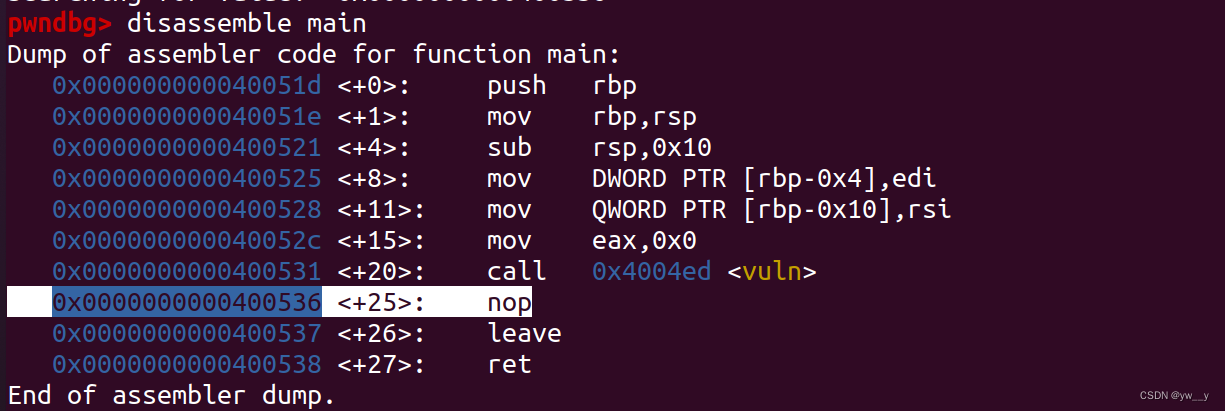 pwndbg> disassemble main
Dump of assembler code for function main:
0x000000000040051d <+0>: push rbp
0x000000000040051e <+1>: mov rbp,rsp
0x0000000000400521 <+4>: sub rsp,0x10
0x0000000000400525 <+8>: mov DWORD PTR [rbp-0x4],edi
0x0000000000400528 <+11>: mov QWORD PTR [rbp-0x10],rsi
0x000000000040052c <+15>: mov eax,0x0
0x0000000000400531 <+20>: call 0x4004ed <vuln>
0x0000000000400536 <+25>: nop
0x0000000000400537 <+26>: leave
0x0000000000400538 <+27>: ret
End of assembler dump.
CSDN @yw__y